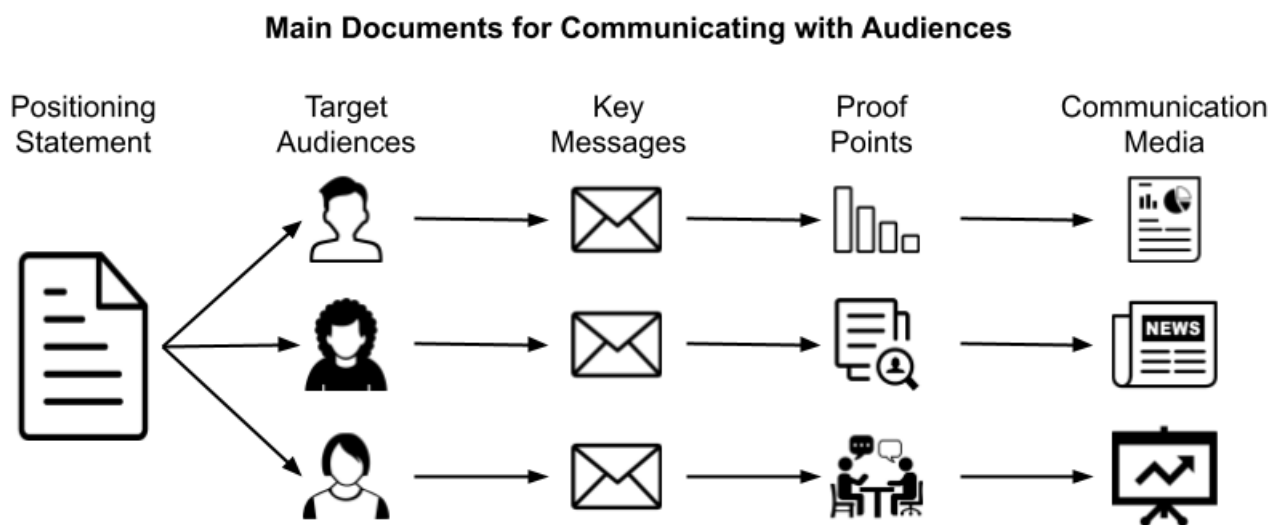 Main Documents for Communicating with Audiences
Positioning
Statement
Target
Audiences
Key
Messages
Proof
Points
Communication
Media
NEWS